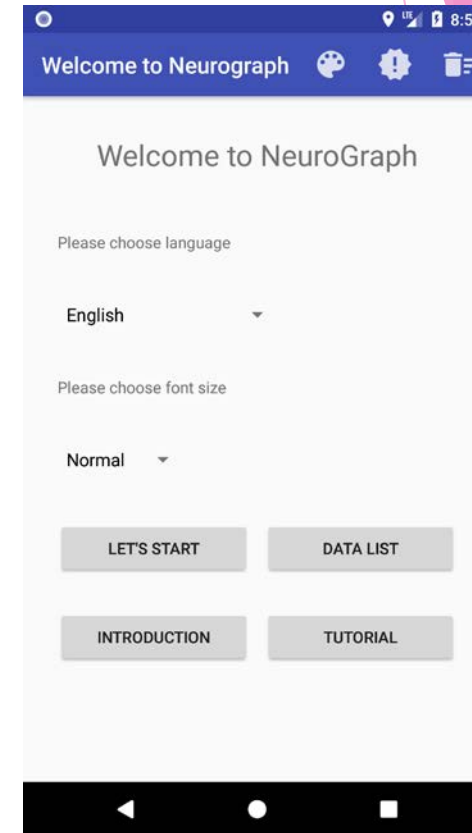 LTE 8:5
Welcome to Neurograph
Welcome to NeuroGraph
Please choose language
English
Please choose font size
Normal
LET'S START DATA LIST
INTRODUCTION TUTORIAL